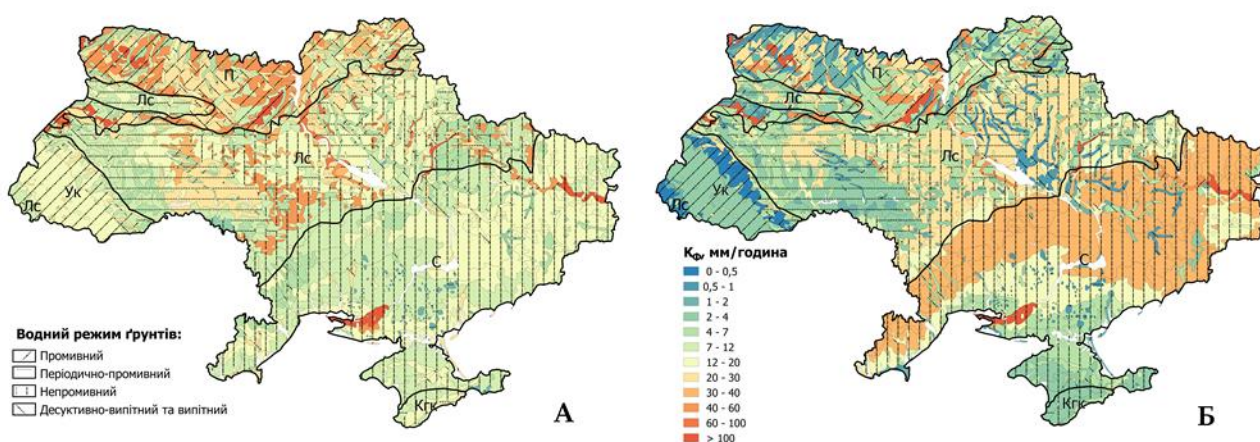 П
Лс
Лс
Ук
Лс
С
Кгк
Водний режим ґрунтів:
Промивний
Періодично-промивний
Непромивний
Десуктивно-випітний та випітний
А
П
Лс
Лс
Ук
Лс
С
Кгк
Кф, мм/година
0 - 0,5
0,5 - 1
1 - 2
2 - 4
4 - 7
7 - 12
12 - 20
20 - 30
30 - 40
40 - 60
60 - 100
> 100
Б